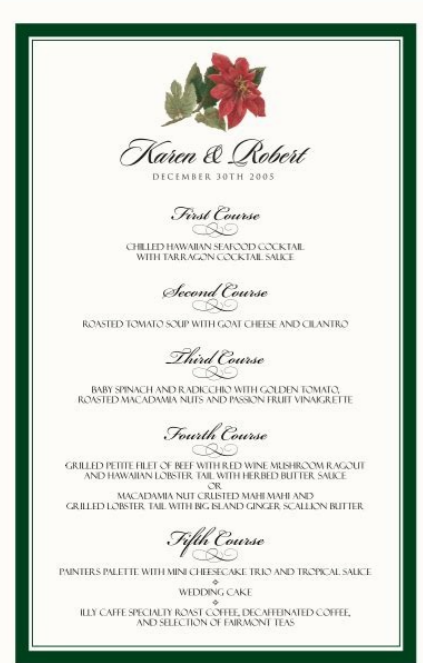 Karen & Robert
DECEMBER 30TH 2005
First Course
CHILLED HAWAIIAN SEAFOOD COCKTAIL
WITH TARRAGON COCKTAIL SAUCE
Second Course
ROASTED TOMATO SOUP WITH GOAT CHEESE AND CILANTRO
Third Course
BABY SPINACH AND RADICCHIO WITH GOLDEN TOMATO,
ROASTED MACADAMIA NUTS AND PASSION FRUIT VINAIGRETTE
Fourth Course
GRILLED PETITE FILET OF BEEF WITH RED WINE MUSHROOM RAGOUT
AND HAWAIIAN LOBSTER TAIL WITH HERBED BUTTER SAUCE
OR
MACADAMIA NUT CRUSTED MAHI MAHI AND
GRILLED LOBSTER TAIL WITH BIG ISLAND GINGER SCALLION BUTTER
Fifth Course
PAINTERS PALETTE WITH MINI CHEESECAKE TRIO AND TROPICAL SAUCE
WEDDING CAKE
ILLY CAFFE SPECIALTY ROAST COFFEE, DECAFFEINATED COFFEE,
AND SELECTION OF FAIRMONT TEAS